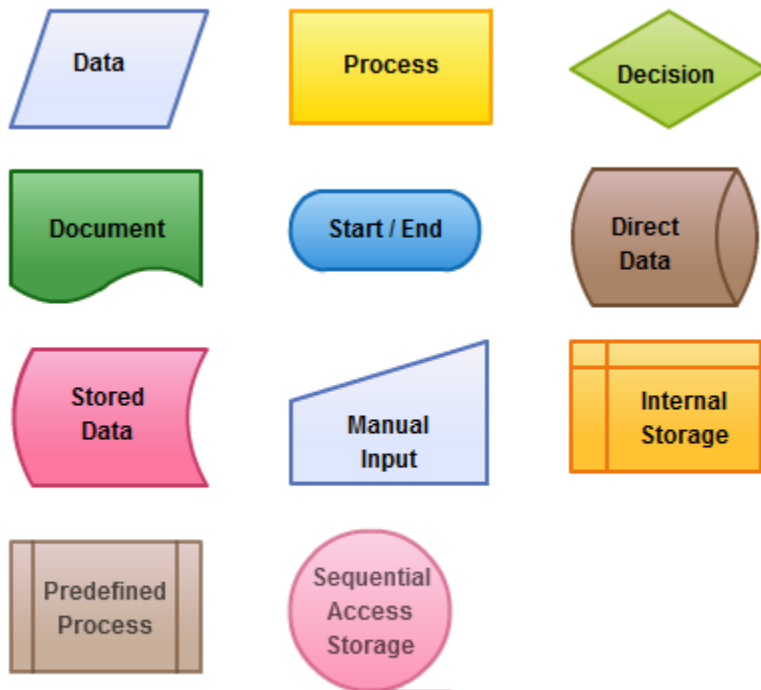 Data
Process
Decision
Document
Start / End
Direct
Data
Stored
Data
Manual
Input
Internal
Storage
Predefined
Process
Sequential
Access
Storage